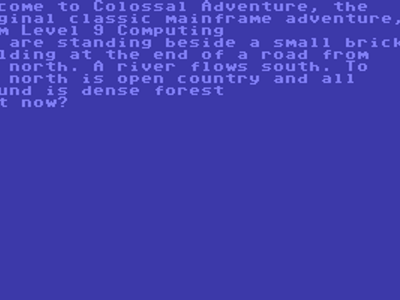 come to Colossal Adventure, the
ginal classic mainframe adventure,
m Level 9 Computing
are standing beside a small brick
lding at the end of a road from
north. A river flows south. To
north is open country and all
und is dense forest
t now?